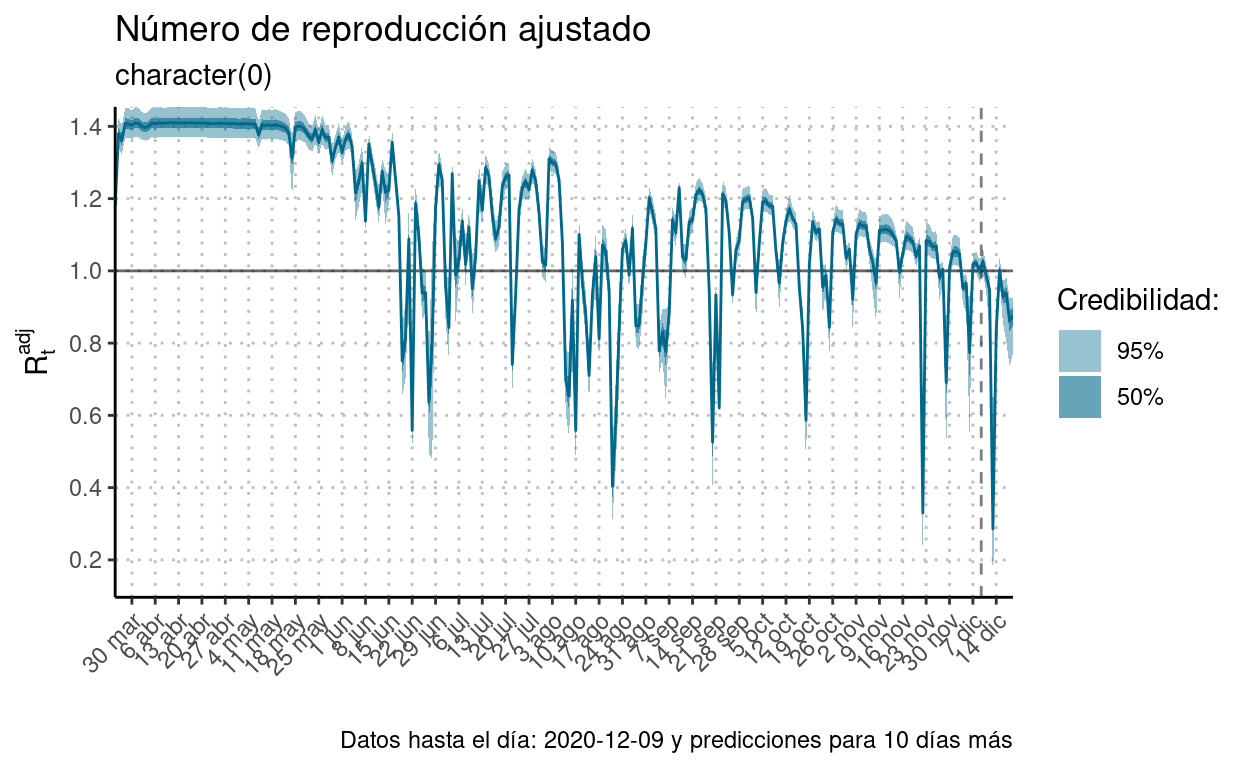 Número de reproducción ajustado
character(0)
R_t^adj
1.4
1.2
1.0
0.8
0.6
0.4
0.2
30 mar
6 abr
13 abr
20 abr
27 abr
4 may
11 may
18 may
25 may
1 jun
8 jun
15 jun
22 jun
29 jun
6 jul
13 jul
20 jul
27 jul
3 ago
10 ago
17 ago
24 ago
31 ago
7 sep
14 sep
21 sep
28 sep
5 oct
12 oct
19 oct
26 oct
2 nov
9 nov
16 nov
23 nov
30 nov
7 dic
14 dic
Credibilidad:
95%
50%
Datos hasta el día: 2020-12-09 y predicciones para 10 días más